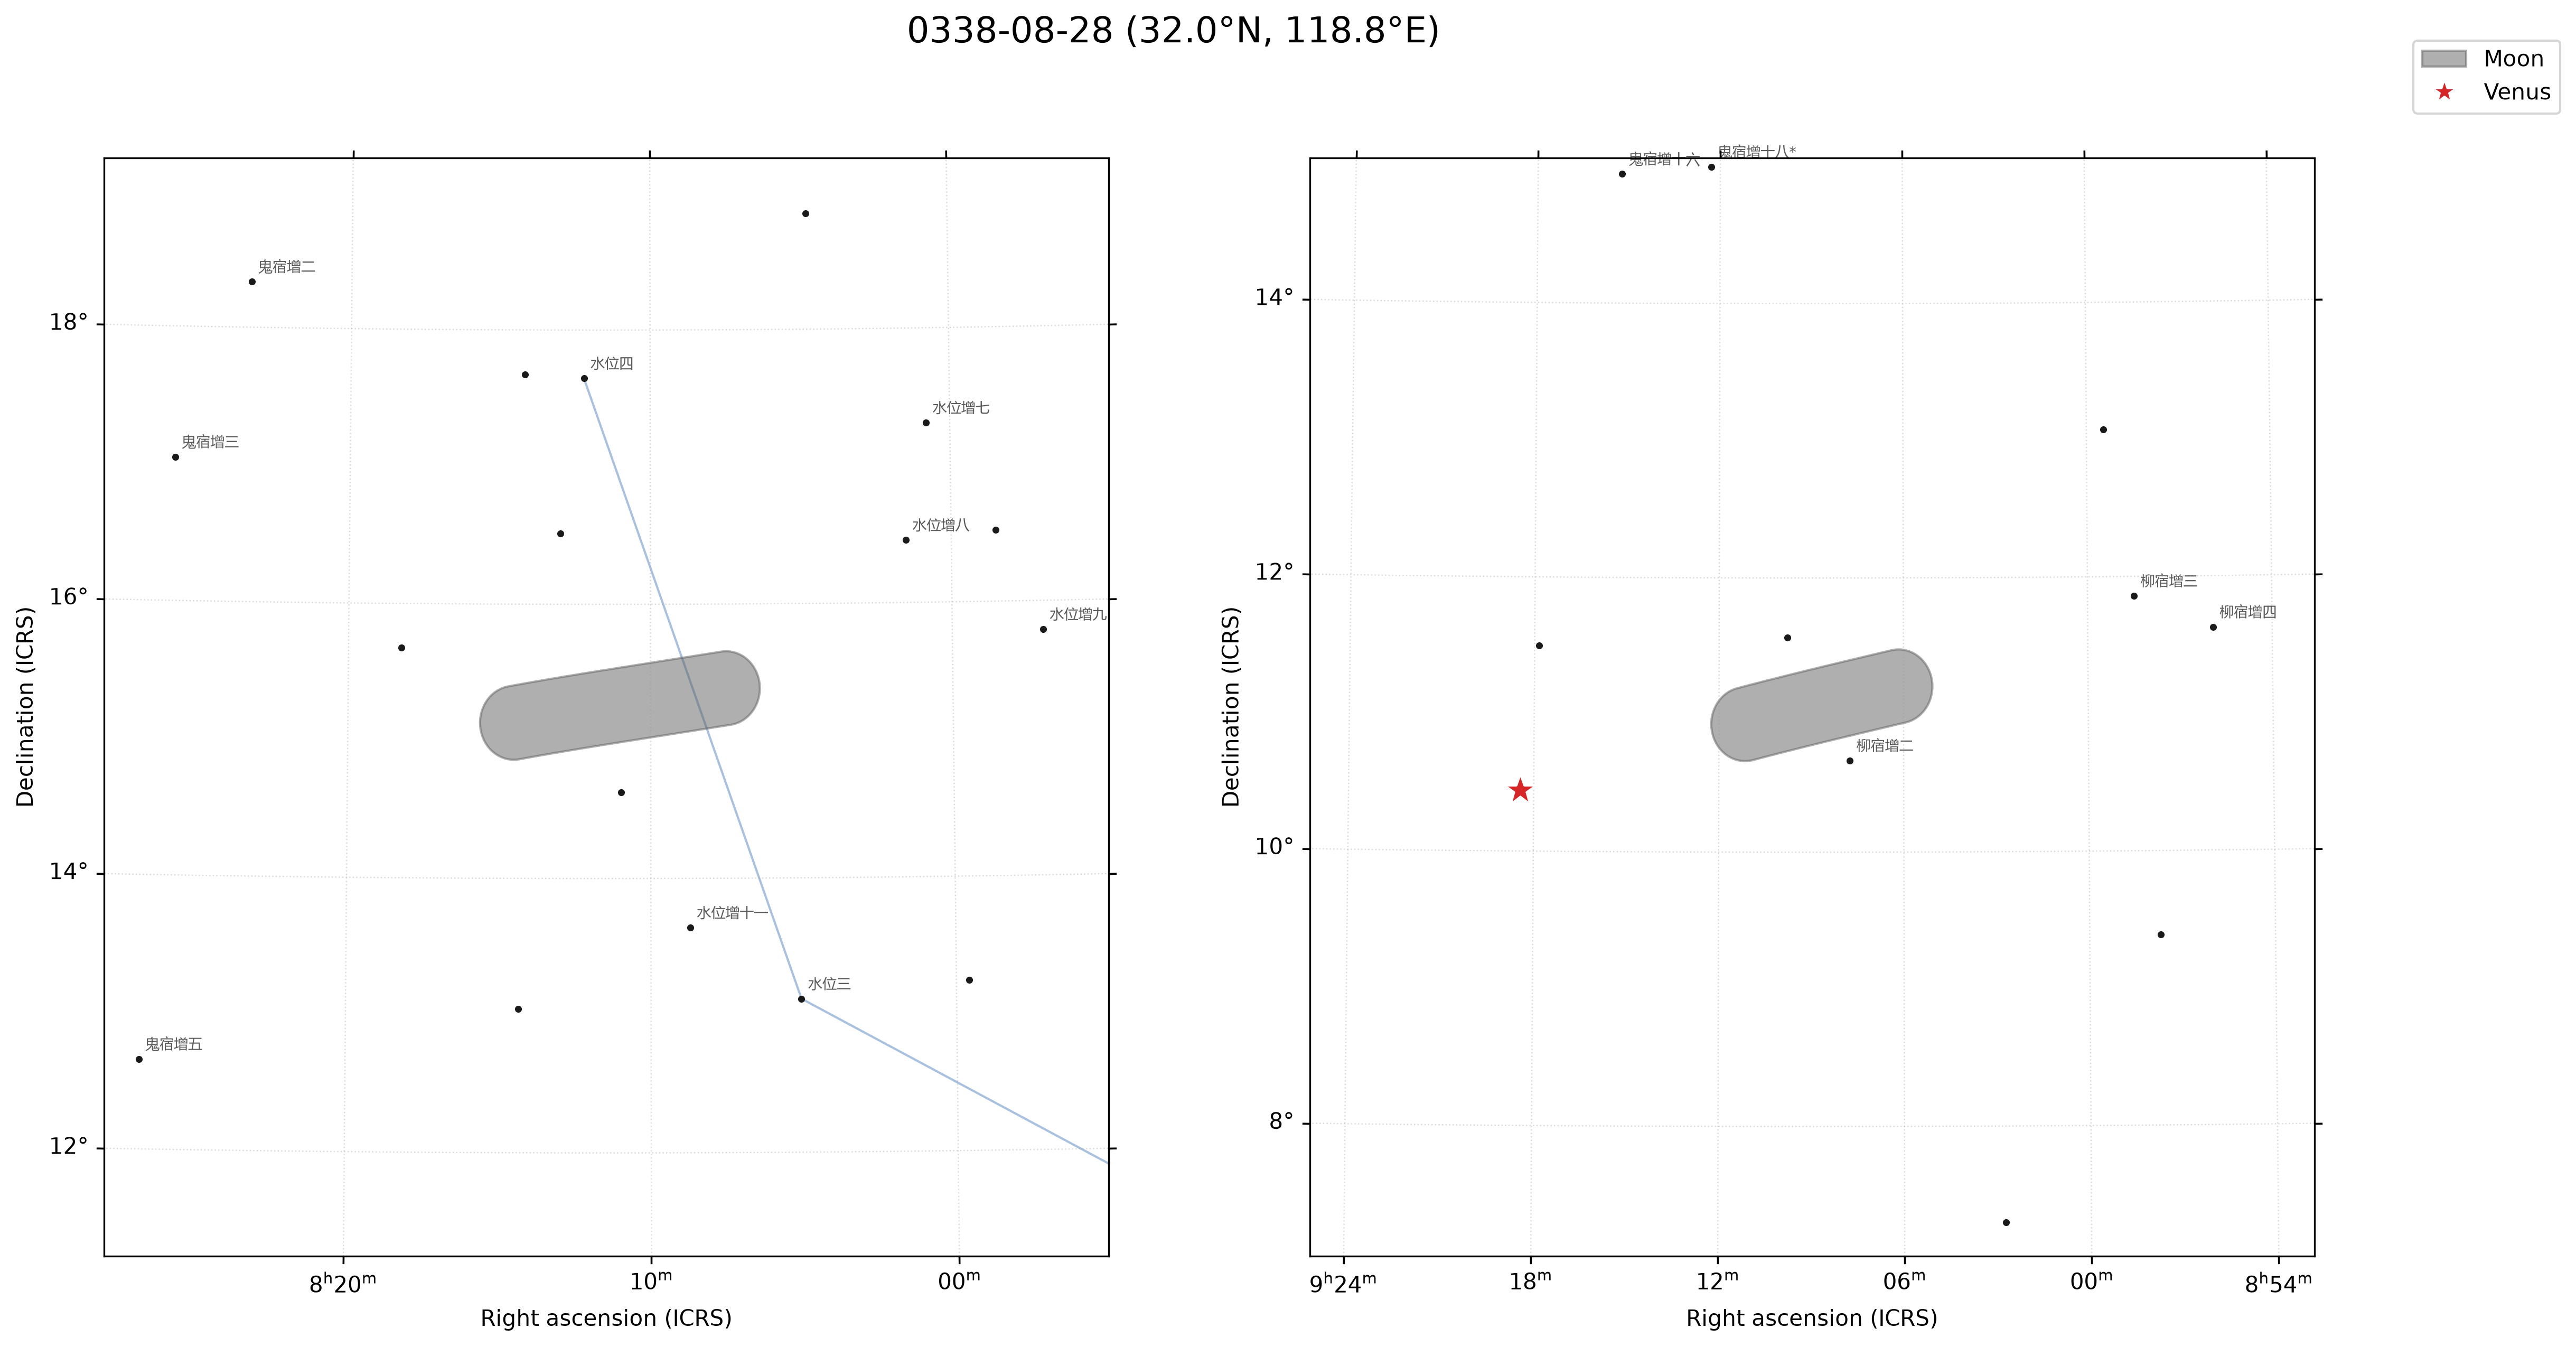 0338-08-28 (32.0°N, 118.8°E)
Moon
Venus
鬼宿增二
水位四
水位增七
鬼宿增三
水位增八
水位增九
水位增十一
水位三
鬼宿增五
18°
16°
14°
12°
Declination (ICRS)
8h20m
10m
00m
Right ascension (ICRS)
鬼宿增十六
鬼宿增十八*
柳宿增三
柳宿增四
柳宿增二
14°
12°
10°
8°
Declination (ICRS)
9h24m
18m
12m
06m
00m
8h54m
Right ascension (ICRS)